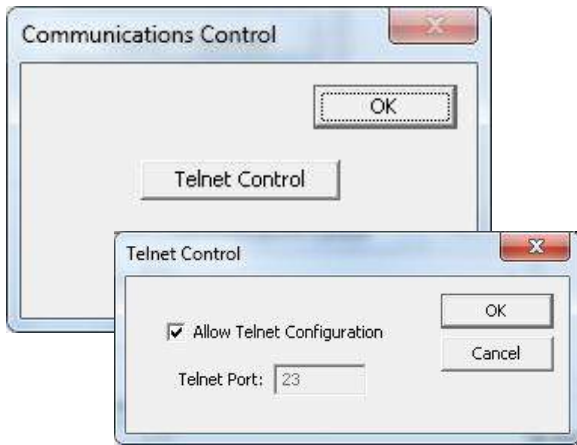 Communications Control
OK
Telnet Control
Telnet Control
Allow Telnet Configuration
Telnet Port: 23
OK
Cancel